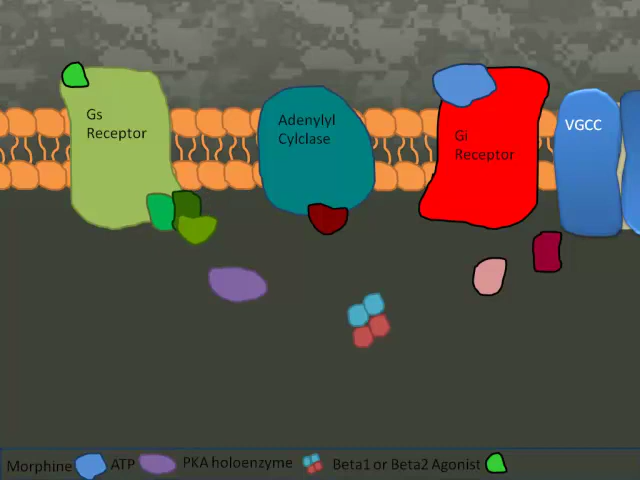 Gs
Receptor
Adenylyl
Cylclase
Gi
Receptor
VGCC
Morphine ATP PKA holoenzyme Beta1 or Beta2 Agonist